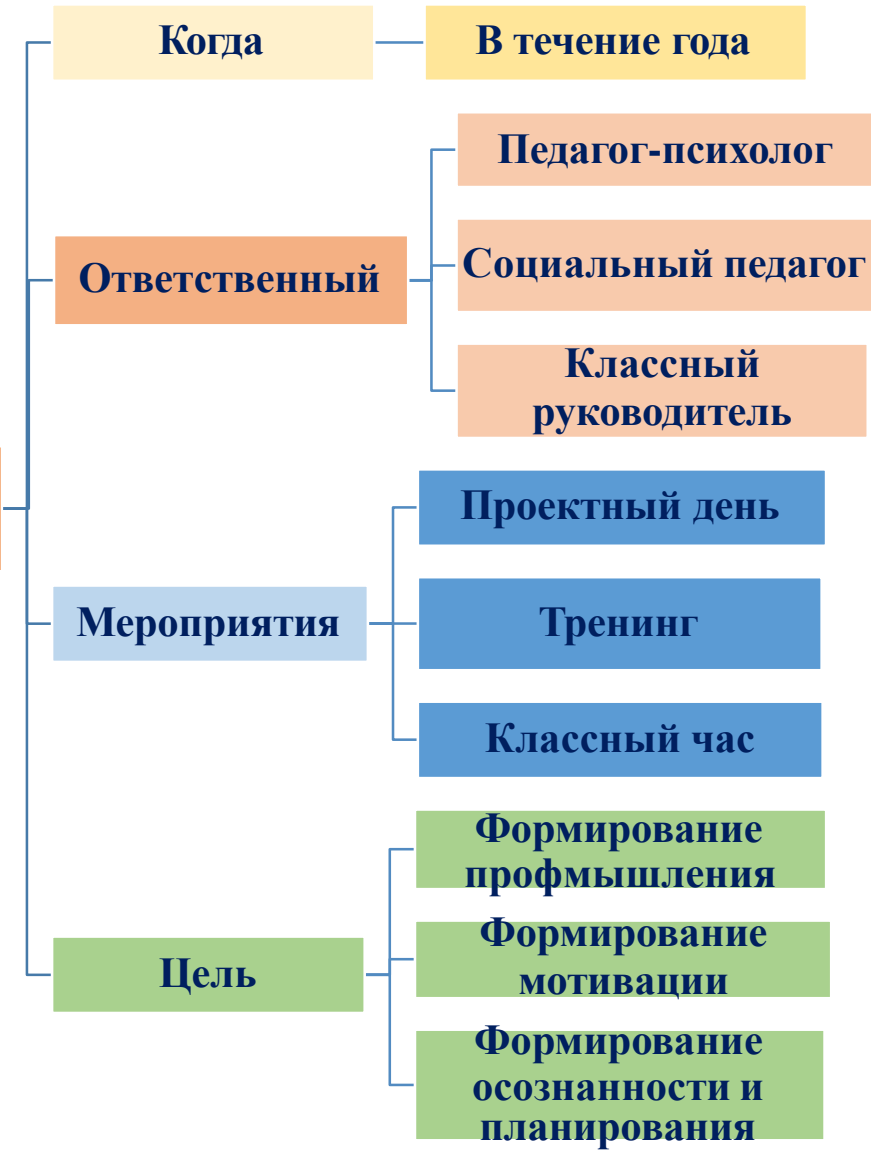 Когда
В течение года
Ответственный
Педагог-психолог
Социальный педагог
Классный
руководитель
Мероприятия
Проектный день
Тренинг
Классный час
Цель
Формирование
профмышления
Формирование
мотивации
Формирование
осознанности и
планирования